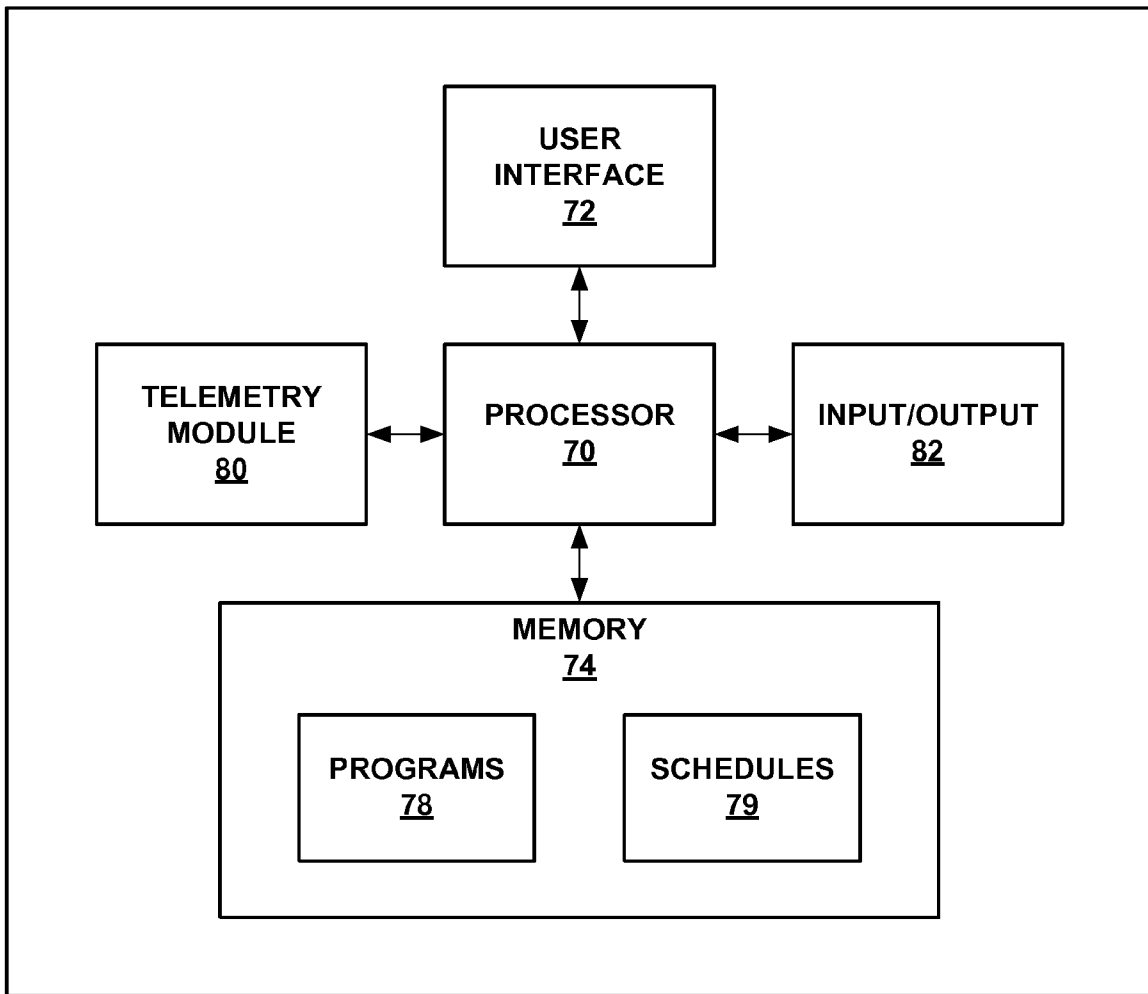 USER
INTERFACE
72
TELEMETRY
MODULE
80
PROCESSOR
70
INPUT/OUTPUT
82
MEMORY
74
PROGRAMS
78
SCHEDULES
79